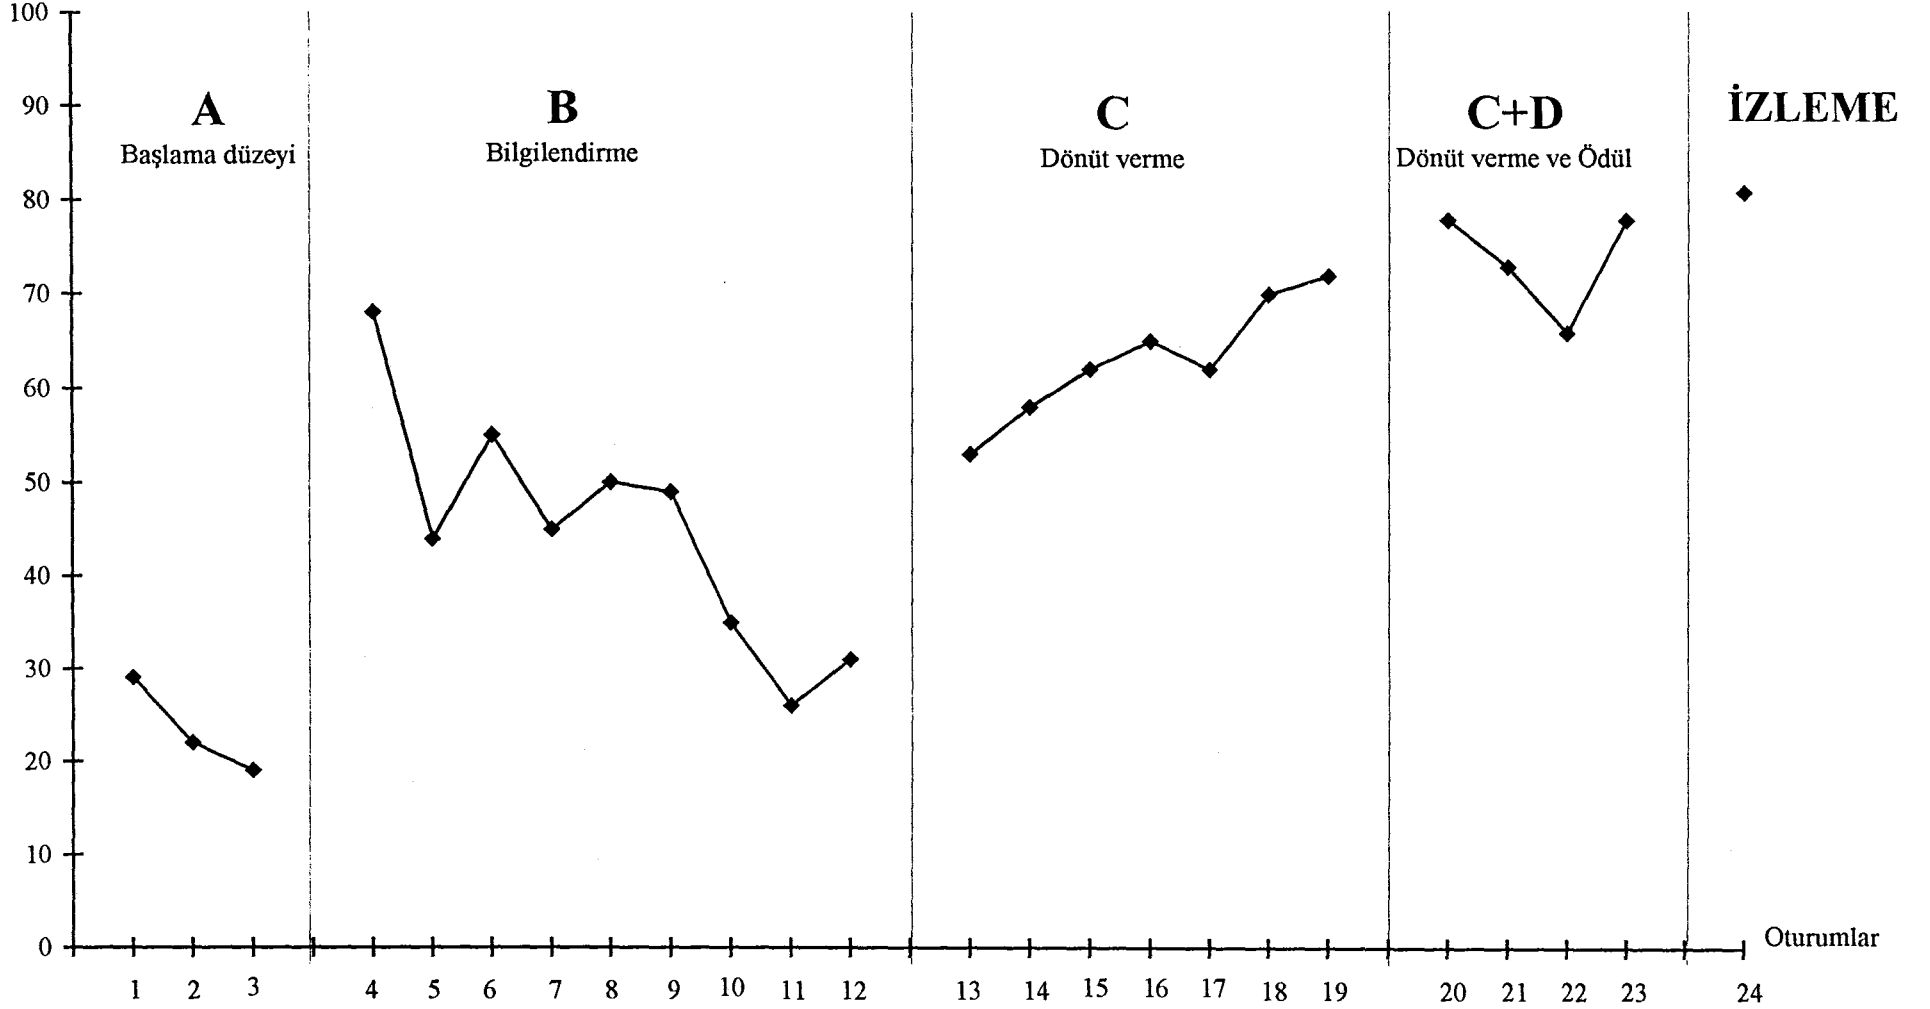 100
90
80
70
60
50
40
30
20
10
0
A
Başlama düzeyi
B
Bilgilendirme
C
Dönüt verme
C+D
Dönüt verme ve Ödül
İZLEME
Oturumlar
1 2 3 4 5 6 7 8 9 10 11 12 13 14 15 16 17 18 19 20 21 22 23 24